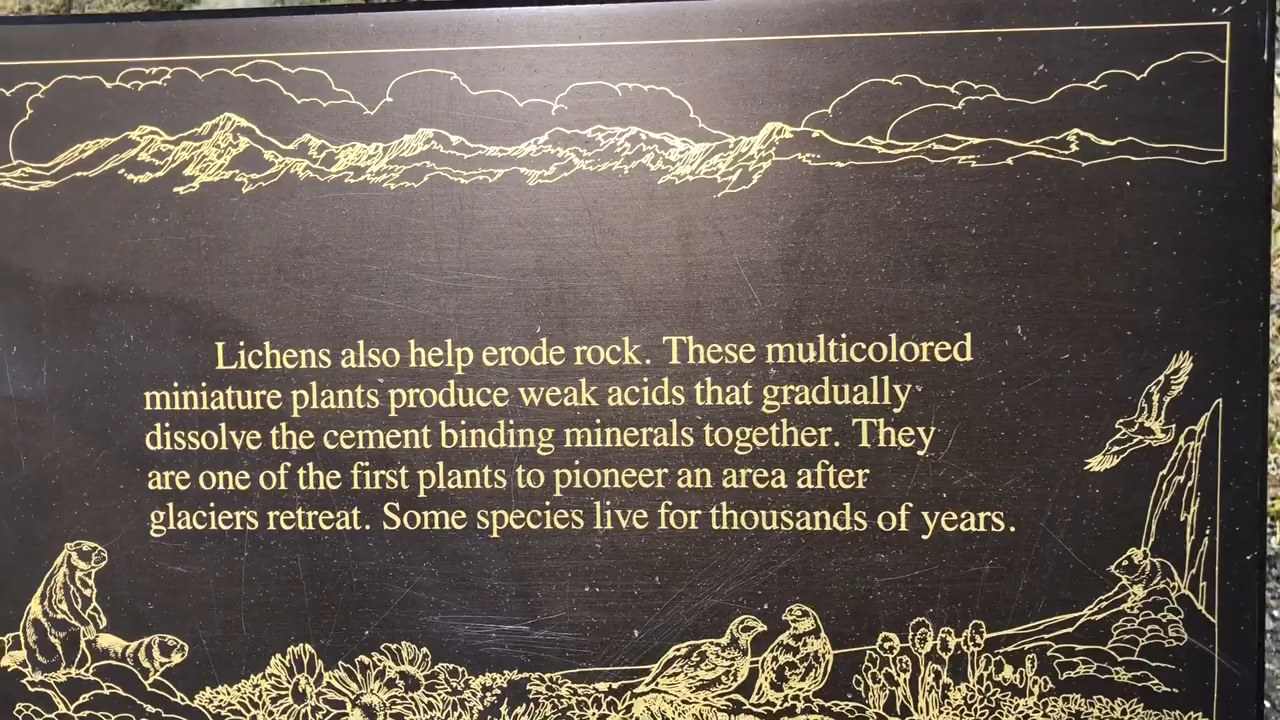 Lichens also help erode rock. These multicolored
miniature plants produce weak acids that gradually
dissolve the cement binding minerals together. They
are one of the first plants to pioneer an area after
glaciers retreat. Some species live for thousands of years.